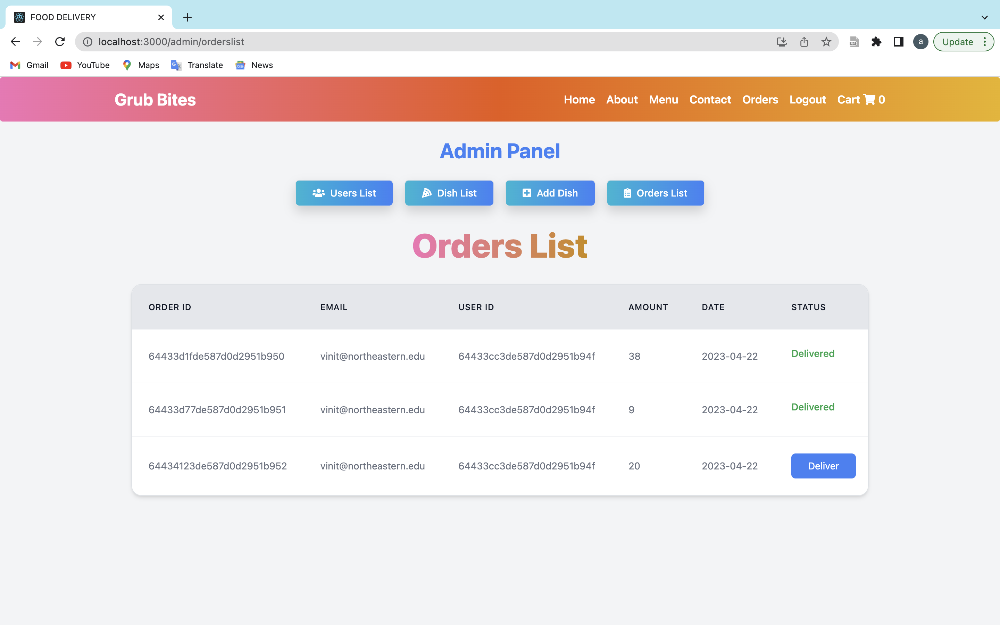 FOOD DELIVERY
localhost:3000/admin/orderslist
a
Update
Gmail YouTube Maps Translate News
Grub Bites Home About Menu Contact Orders Logout Cart 0
Admin Panel
Users List Dish List Add Dish Orders List
Orders List
ORDER ID EMAIL USER ID AMOUNT DATE STATUS
64433d1fde587d0d2951b950 vinit@northeastern.edu 64433cc3de587d0d2951b94f 38 2023-04-22 Delivered
64433d77de587d0d2951b951 vinit@northeastern.edu 64433cc3de587d0d2951b94f 9 2023-04-22 Delivered
64434123de587d0d2951b952 vinit@northeastern.edu 64433cc3de587d0d2951b94f 20 2023-04-22 Deliver